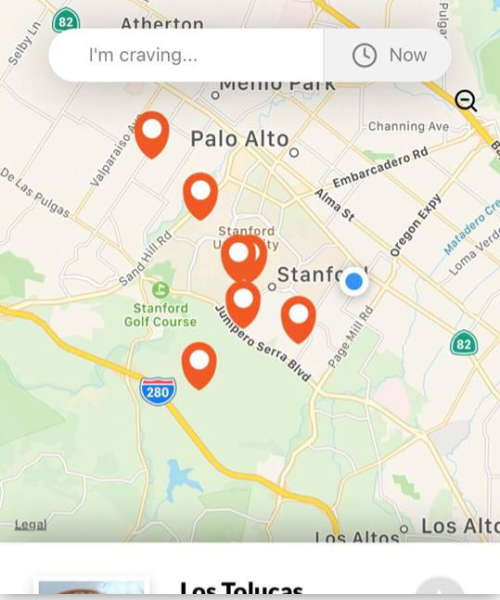 82
Selby Ln
Atherton
Pulgas
I'm craving...
Now
Menlo Park
Valparaiso Ave
Channing Ave
Palo Alto
Embarcadero Rd
De Las Pulgas
Alma St
Oregon Expy
Matadero Cre
Loma Verde
Stanford
University
Sand Hill Rd
Stanford
Stanford
Golf Course
Junipero Serra Blvd
Page Mill Rd
82
280
Legal
Los Altos
Los Alto
Los Tolucas